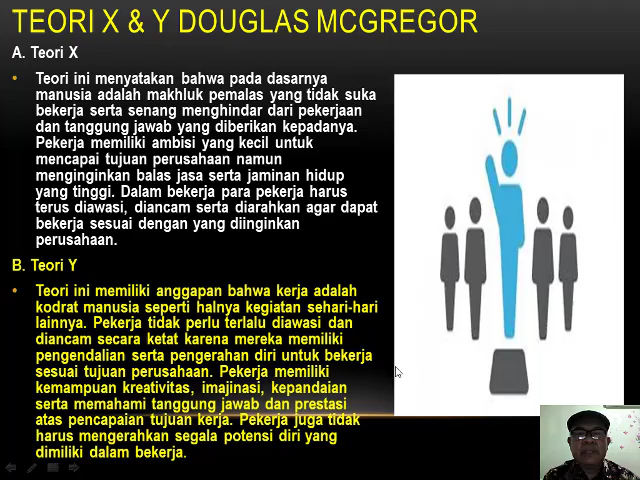 TEORI X & Y DOUGLAS MCGREGOR
A. Teori X
• Teori ini menyatakan bahwa pada dasarnya
manusia adalah makhluk pemalas yang tidak suka
bekerja serta senang menghindar dari pekerjaan
dan tanggung jawab yang diberikan kepadanya.
Pekerja memiliki ambisi yang kecil untuk
mencapai tujuan perusahaan namun
menginginkan balas jasa serta jaminan hidup
yang tinggi. Dalam bekerja para pekerja harus
terus diawasi, diancam serta diarahkan agar dapat
bekerja sesuai dengan yang diinginkan
perusahaan.
B. Teori Y
• Teori ini memiliki anggapan bahwa kerja adalah
kodrat manusia seperti halnya kegiatan sehari-hari
lainnya. Pekerja tidak perlu terlalu diawasi dan
diancam secara ketat karena mereka memiliki
pengendalian serta pengerahan diri untuk bekerja
sesuai tujuan perusahaan. Pekerja memiliki
kemampuan kreativitas, imajinasi, kepandaian
serta memahami tanggung jawab dan prestasi
atas pencapaian tujuan kerja. Pekerja juga tidak
harus mengerahkan segala potensi diri yang
dimiliki dalam bekerja.